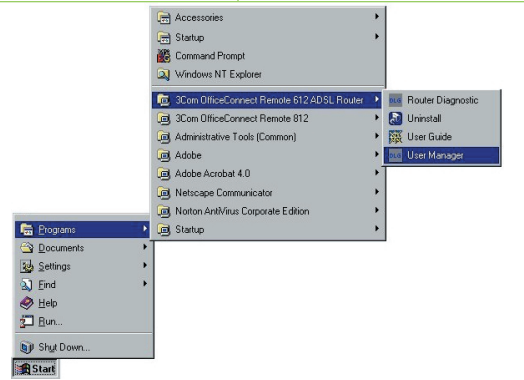 Accessories
Startup
Command Prompt
Windows NT Explorer
3Com OfficeConnect Remote 612 ADSL Router
3Com OfficeConnect Remote 812
Administrative Tools (Common)
Adobe
Adobe Acrobat 4.0
Netscape Communicator
Norton AntiVirus Corporate Edition
Startup
Router Diagnostic
Uninstall
User Guide
User Manager
Programs
Documents
Settings
Find
Help
Run...
Shut Down...
Start